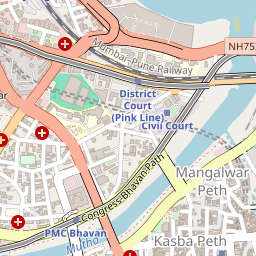 NH753
Mumbai-Pune Railway
District
Court
(Pink Line)
Civil Court
Mangalwar
Peth
Congress-Bhavan-Path
PMC Bhavan
Mutha
Kasba Peth